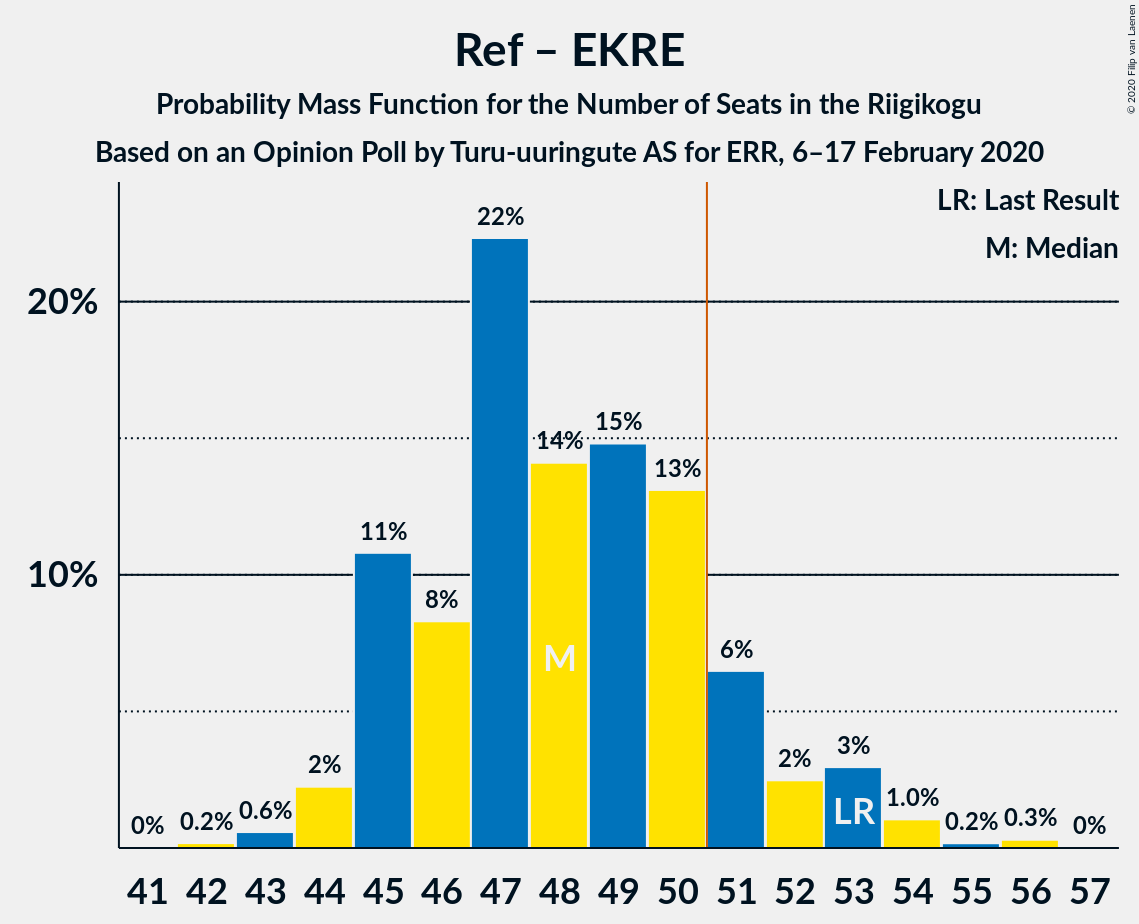 Ref – EKRE
Probability Mass Function for the Number of Seats in the Riigikogu
Based on an Opinion Poll by Turu-uuringute AS for ERR, 6–17 February 2020
© 2020 Filip van Laenen
LR: Last Result
M: Median
20%
10%
0% 0.2% 0.6% 2% 11% 8% 22% 14% 15% 13% 6% 2% 3% 1.0% 0.2% 0.3% 0%
M
LR
41 42 43 44 45 46 47 48 49 50 51 52 53 54 55 56 57